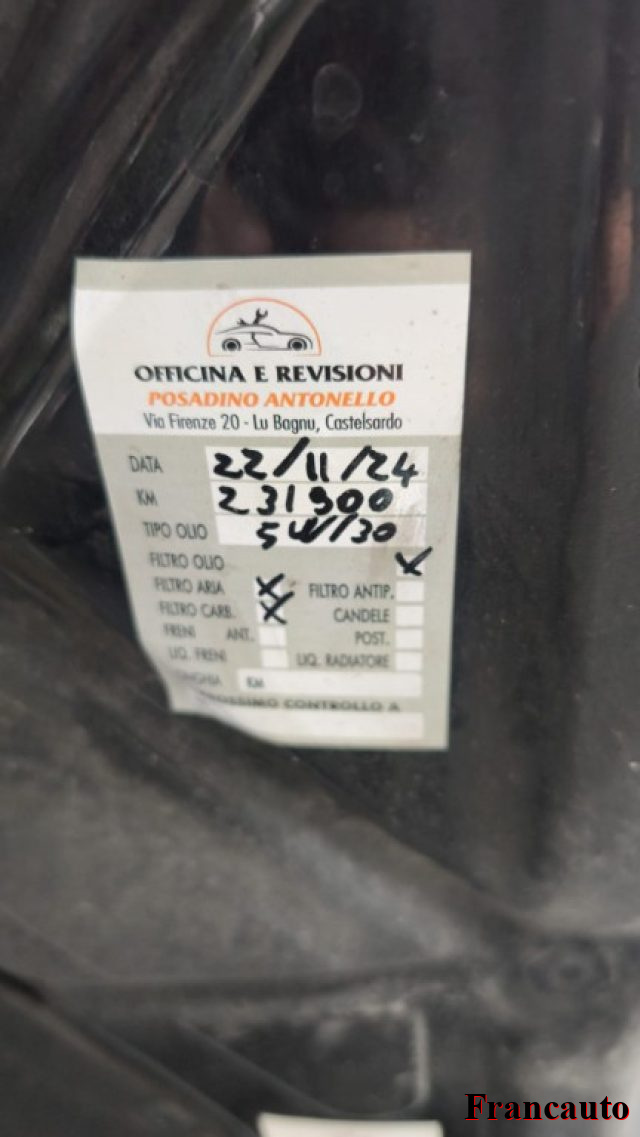 OFFICINA E REVISIONI
POSADINO ANTONELLO
Via Firenze 20 - Lu Bagnu, Castelsardo
DATA 22/11/24
KM 231900
TIPO OLIO 5W/30
FILTRO OLIO X
FILTRO ARIA X FILTRO ANTIP.
FILTRO CARB. X CANDELE
FRENI ANT. POST.
LIQ. FRENI LIQ. RADIATORE
KM
CONTROLLO A
Francauto